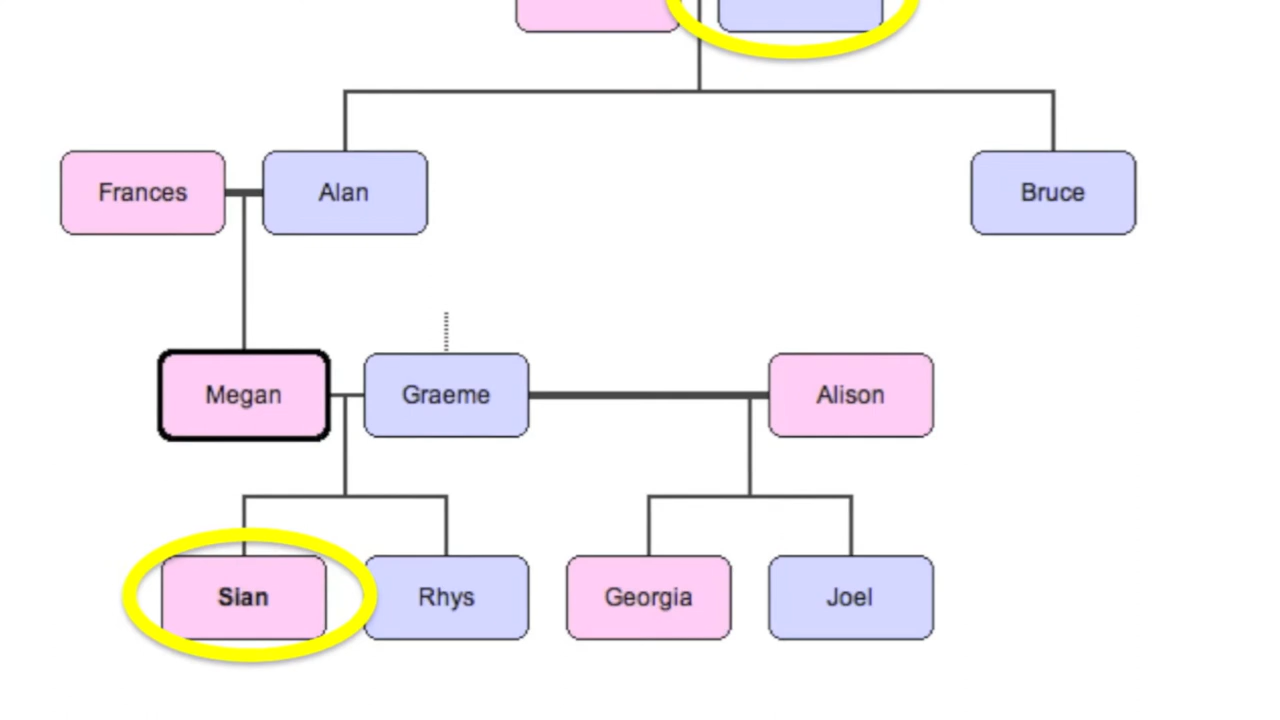 Frances
Alan
Bruce
Megan
Graeme
Alison
Sian
Rhys
Georgia
Joel